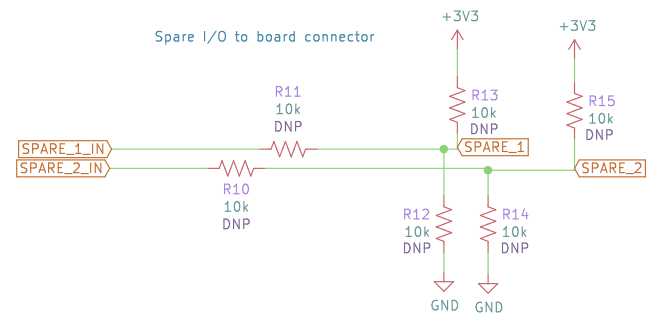 +3V3
+3V3
Spare I/O to board connector
R11
10k
DNP
R13
10k
DNP
R15
10k
DNP
SPARE_1_IN
SPARE_1
SPARE_2_IN
SPARE_2
R10
10k
DNP
R12
10k
DNP
R14
10k
DNP
GND
GND